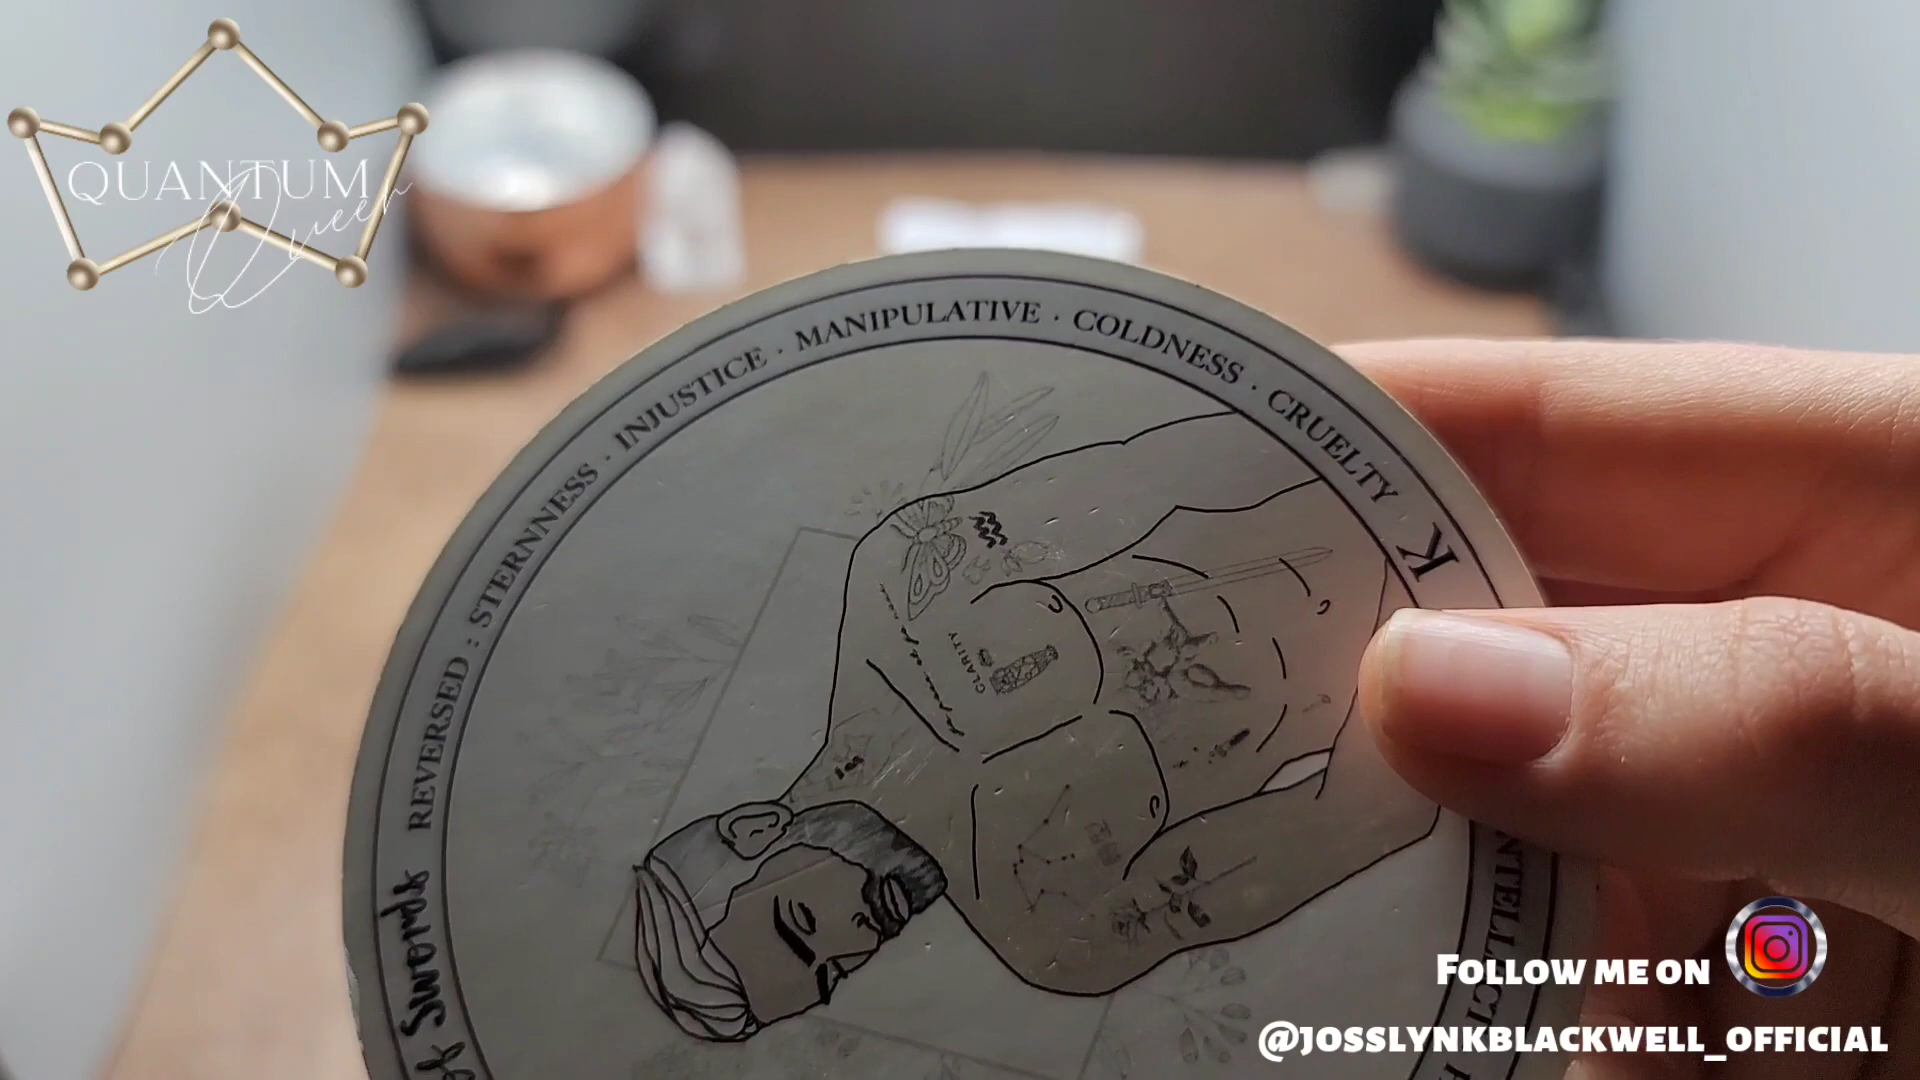 QUANTUM
Queen
REVERSED : STERNNESS · INJUSTICE · MANIPULATIVE · COLDNESS · CRUELTY · K
of Swords
CLARITY
FOLLOW ME ON
@JOSSLYNKBLACKWELL_OFFICIAL